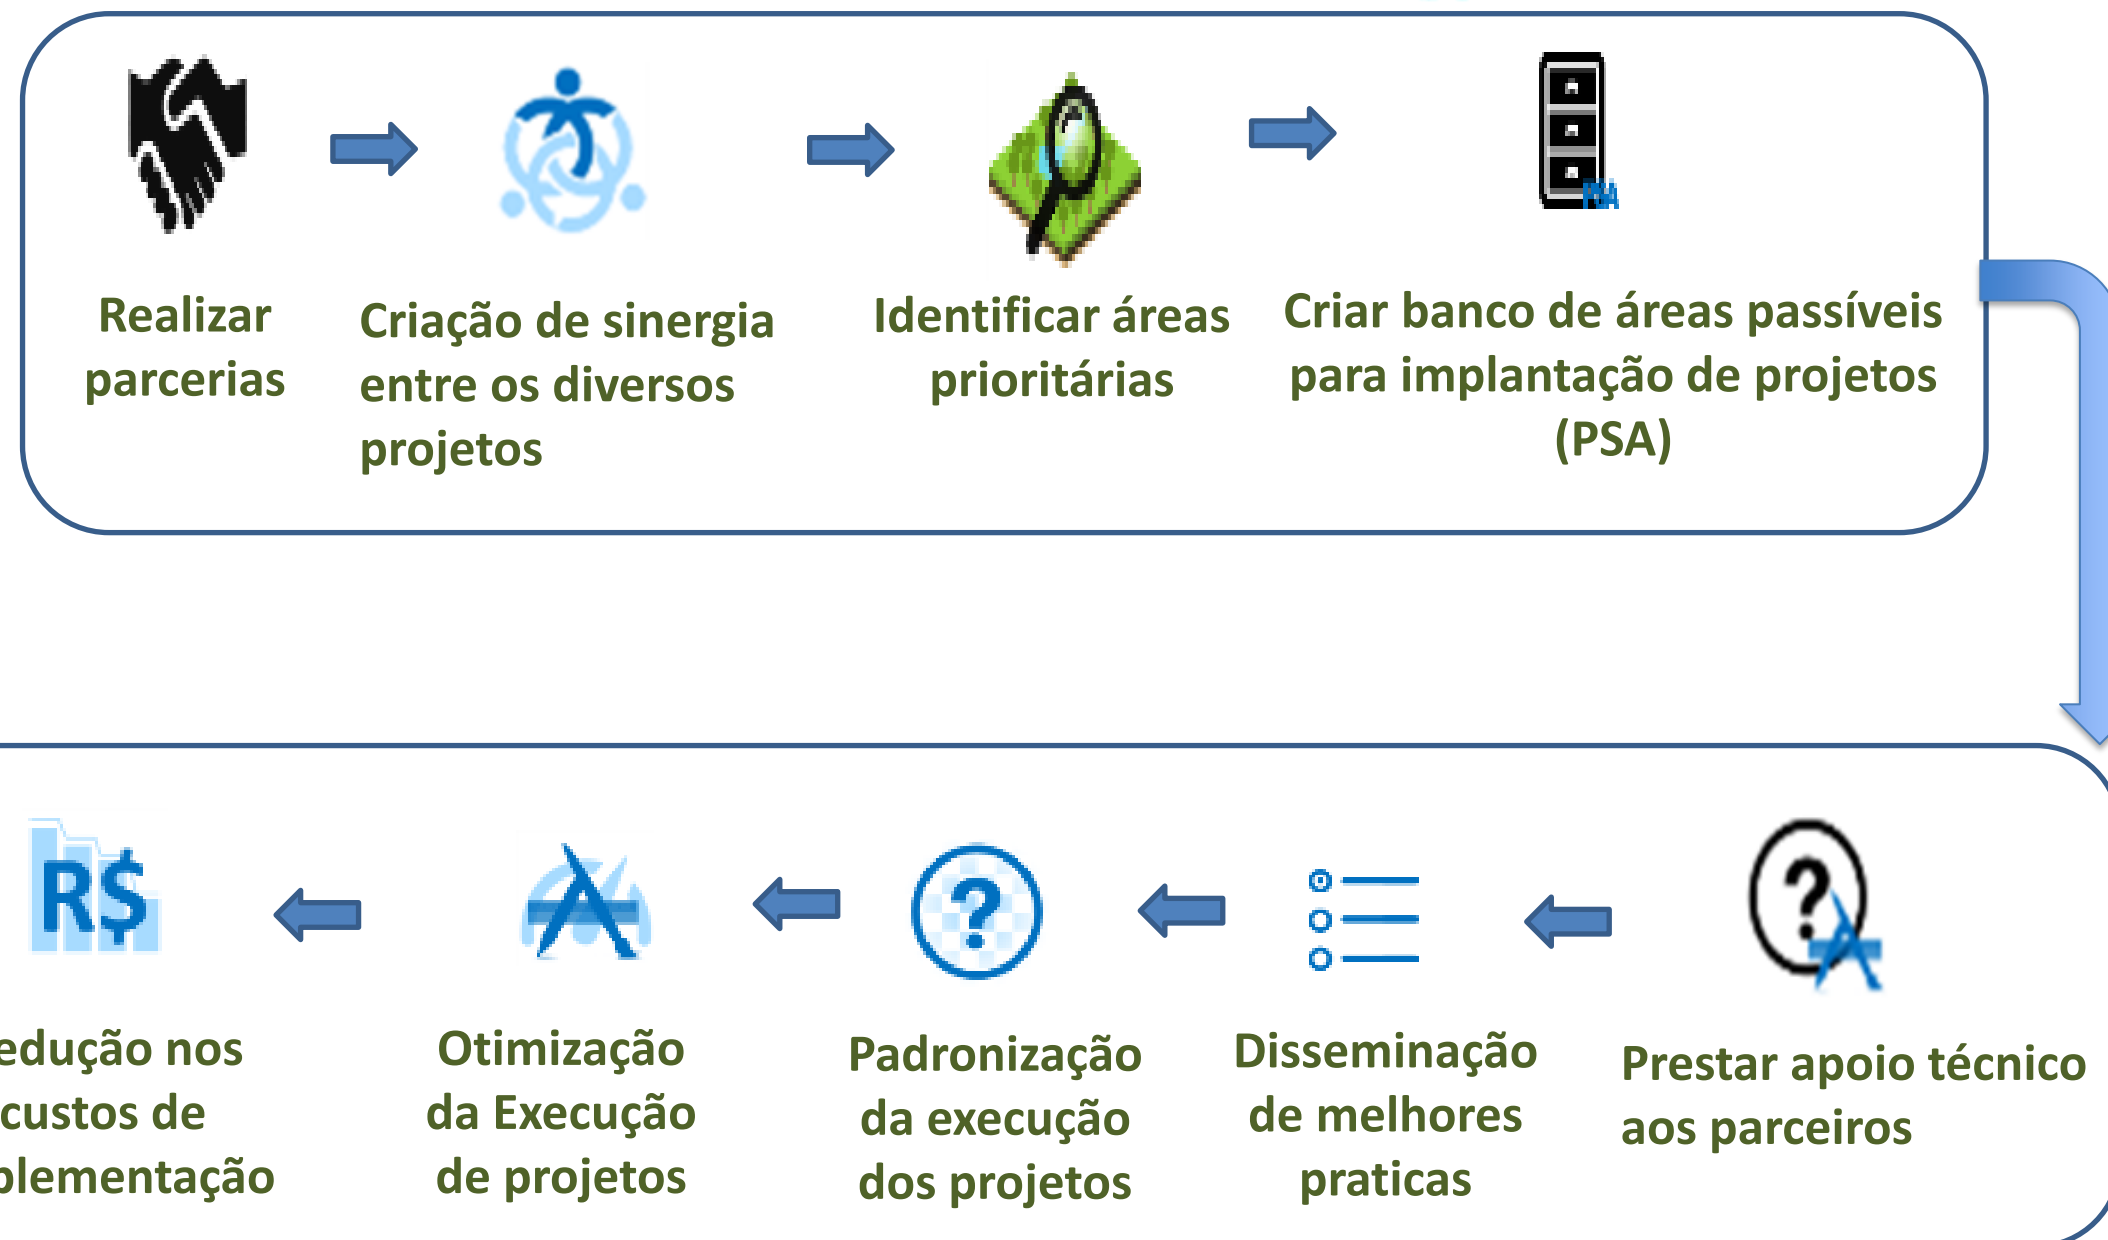 PSA
Realizar
parcerias
Criação de sinergia
entre os diversos
projetos
Identificar áreas
prioritárias
Criar banco de áreas passíveis
para implantação de projetos
(PSA)
R$
?
?
edução nos
custos de
plementação
Otimização
da Execução
de projetos
Padronização
da execução
dos projetos
Disseminação
de melhores
praticas
Prestar apoio técnico
aos parceiros